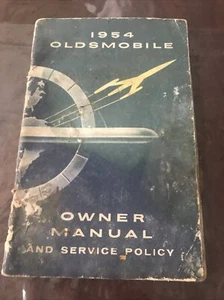 1954
OLDSMOBILE
OWNER
MANUAL
AND SERVICE POLICY